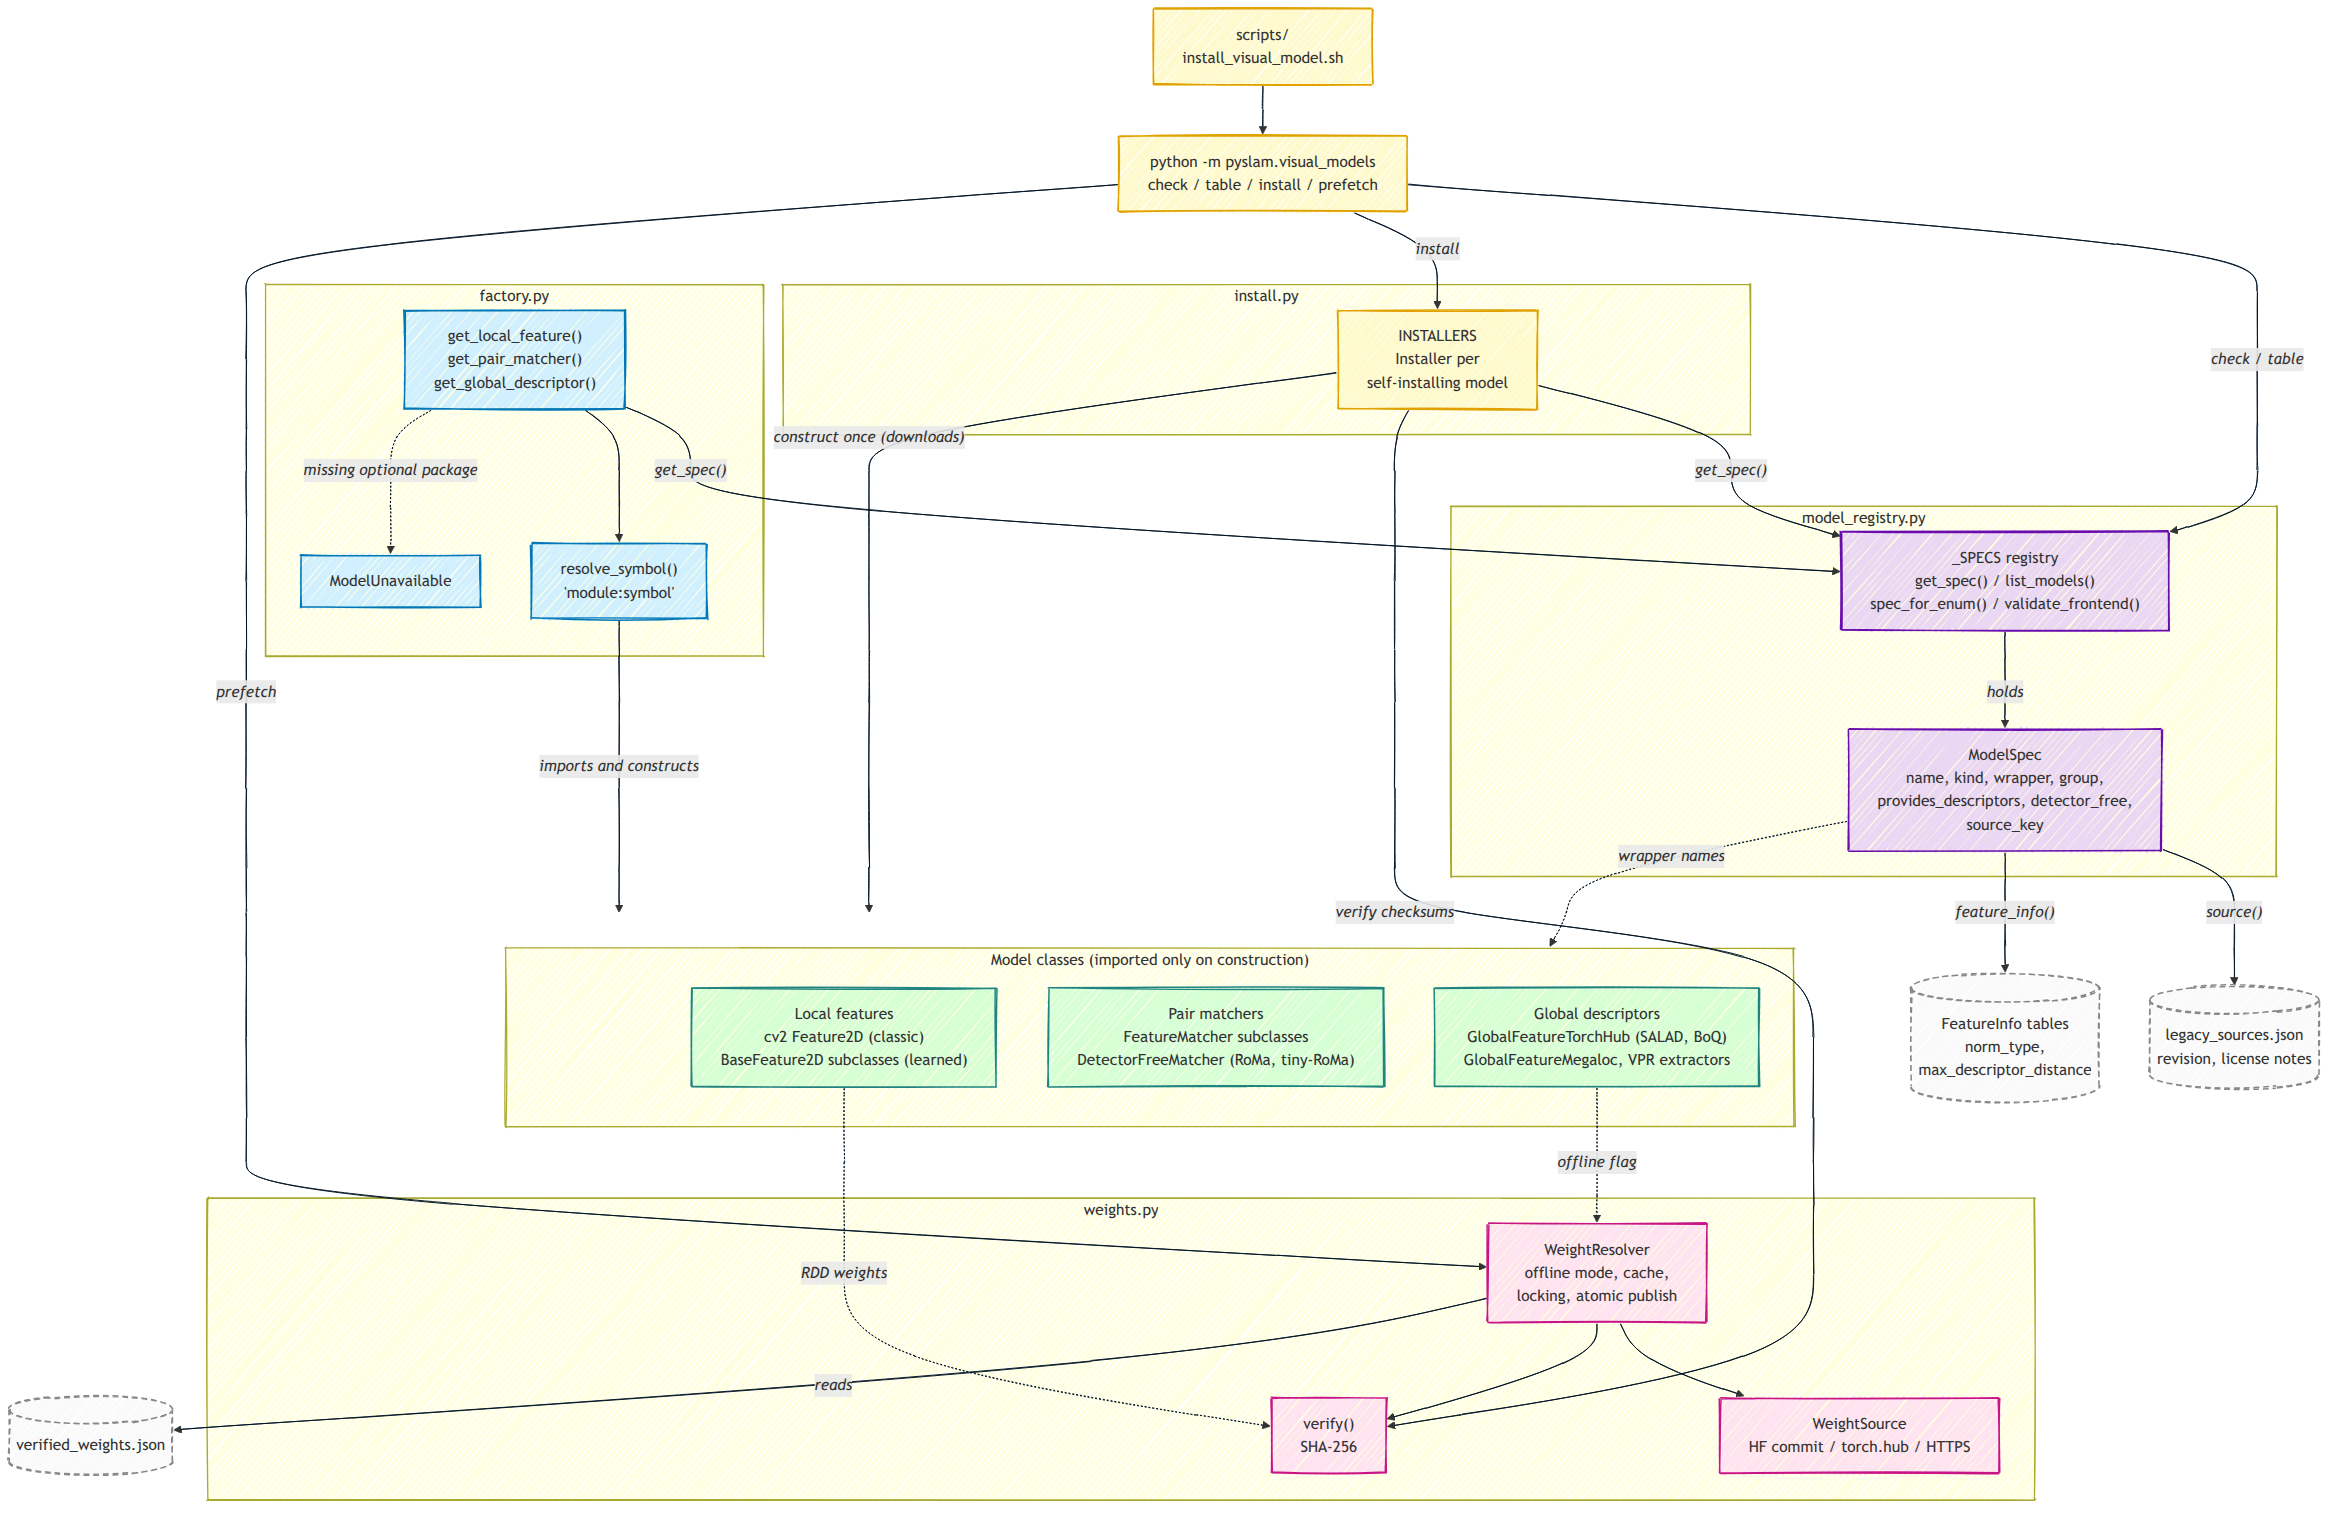 scripts/
install_visual_model.sh
python -m pyslam.visual_models
check / table / install / prefetch
install
factory.py
get_local_feature()
get_pair_matcher()
get_global_descriptor()
install.py
INSTALLERS
Installer per
self-installing model
check / table
construct once (downloads)
missing optional package
get_spec()
get_spec()
model_registry.py
_SPECS registry
get_spec() / list_models()
spec_for_enum() / validate_frontend()
ModelUnavailable
resolve_symbol()
'module:symbol'
prefetch
holds
imports and constructs
ModelSpec
name, kind, wrapper, group,
provides_descriptors, detector_free,
source_key
wrapper names
verify checksums
feature_info()
source()
Model classes (imported only on construction)
Local features
cv2 Feature2D (classic)
BaseFeature2D subclasses (learned)
Pair matchers
FeatureMatcher subclasses
DetectorFreeMatcher (RoMa, tiny-RoMa)
Global descriptors
GlobalFeatureTorchHub (SALAD, BoQ)
GlobalFeatureMegaloc, VPR extractors
FeatureInfo tables
norm_type,
max_descriptor_distance
legacy_sources.json
revision, license notes
offline flag
weights.py
WeightResolver
offline mode, cache,
locking, atomic publish
RDD weights
reads
verified_weights.json
verify()
SHA-256
WeightSource
HF commit / torch.hub / HTTPS